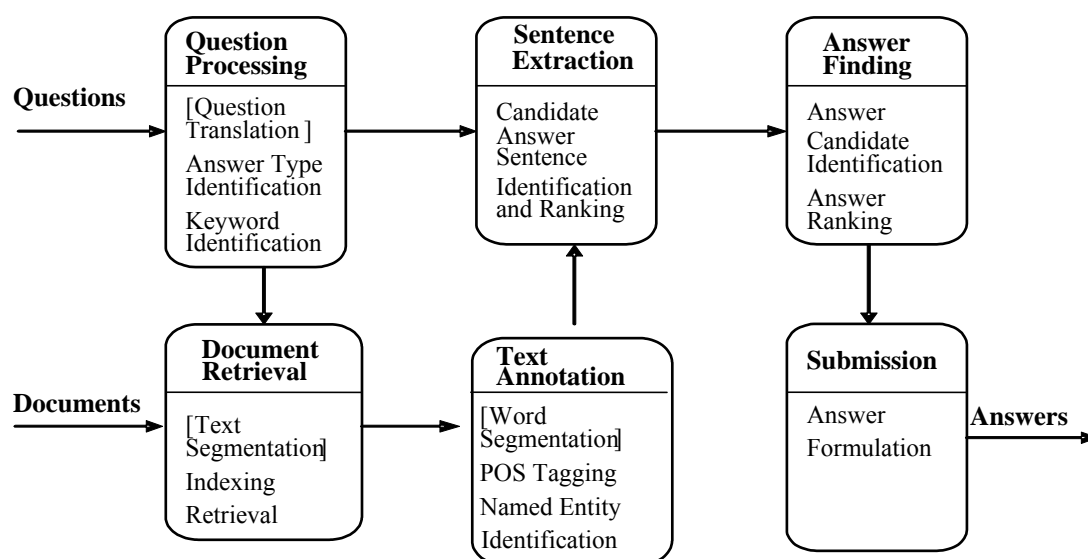 Questions
Question
Processing
[Question
Translation ]
Answer Type
Identification
Keyword
Identification
Sentence
Extraction
Candidate
Answer
Sentence
Identification
and Ranking
Answer
Finding
Answer
Candidate
Identification
Answer
Ranking
Documents
Document
Retrieval
[Text
Segmentation]
Indexing
Retrieval
Text
Annotation
[Word
Segmentation]
POS Tagging
Named Entity
Identification
Submission
Answer
Formulation
Answers